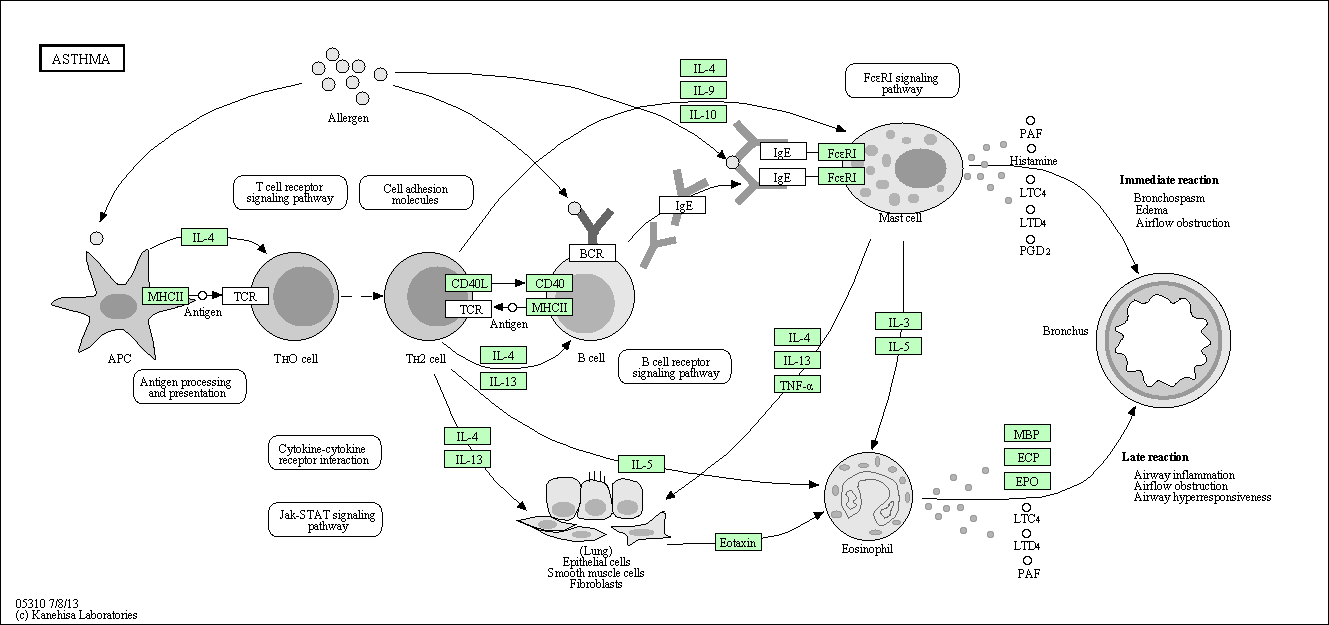 ASTHMA
Allergen
IL-4
IL-9
IL-10
FcεRI signaling
pathway
PAF
Histamine
LTC4
LTD4
PGD2
IgE
FcεRI
IgE
FcεRI
Mast cell
Immediate reaction
Bronchospasm
Edema
Airflow obstruction
T cell receptor
signaling pathway
Cell adhesion
molecules
IgE
IL-4
BCR
MHCII
Antigen
TCR
CD40L
CD40
TCR
Antigen
MHCII
APC
TH0 cell
TH2 cell
B cell
IL-4
IL-13
Antigen processing
and presentation
B cell receptor
signaling pathway
IL-4
IL-13
TNF-α
IL-3
IL-5
Bronchus
Cytokine-cytokine
receptor interaction
IL-4
IL-13
IL-5
Jak-STAT signaling
pathway
MBP
ECP
EPO
LTC4
LTD4
PAF
Late reaction
Airway inflammation
Airflow obstruction
Airway hyperresponsiveness
Eotaxin
Eosinophil
(Lung)
Epithelial cells
Smooth muscle cells
Fibroblasts
05310 7/8/13
(c) Kanehisa Laboratories